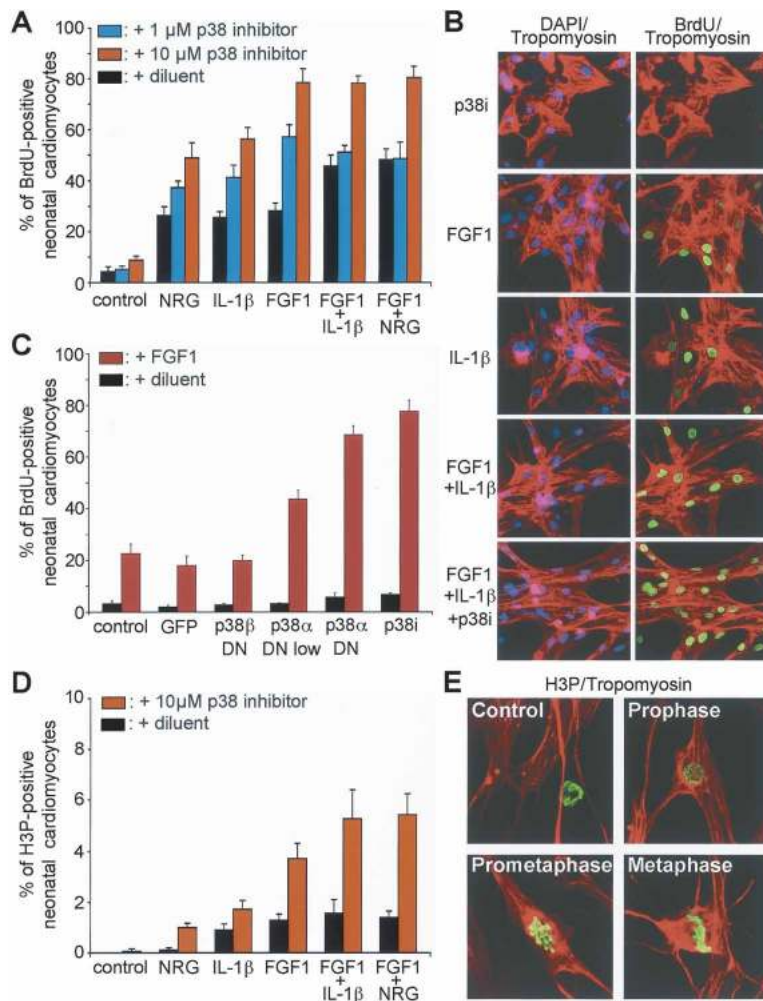 A
: + 1 µM p38 inhibitor
: + 10 µM p38 inhibitor
: + diluent
% of BrdU-positive
neonatal cardiomyocytes
100
80
60
40
20
0
control
NRG
IL-1β
FGF1
FGF1
+
IL-1β
FGF1
+
NRG
B
DAPI/
Tropomyosin
BrdU/
Tropomyosin
p38i
FGF1
IL-1β
FGF1
+IL-1β
FGF1
+IL-1β
+p38i
C
: + FGF1
: + diluent
% of BrdU-positive
neonatal cardiomyocytes
100
80
60
40
20
0
control
GFP
p38β
DN
p38α
DN low
p38α
DN
p38i
D
: + 10µM p38 inhibitor
: + diluent
% of H3P-positive
neonatal cardiomyocytes
10
8
6
4
2
0
control
NRG
IL-1β
FGF1
FGF1
+
IL-1β
FGF1
+
NRG
E
H3P/Tropomyosin
Control
Prophase
Prometaphase
Metaphase